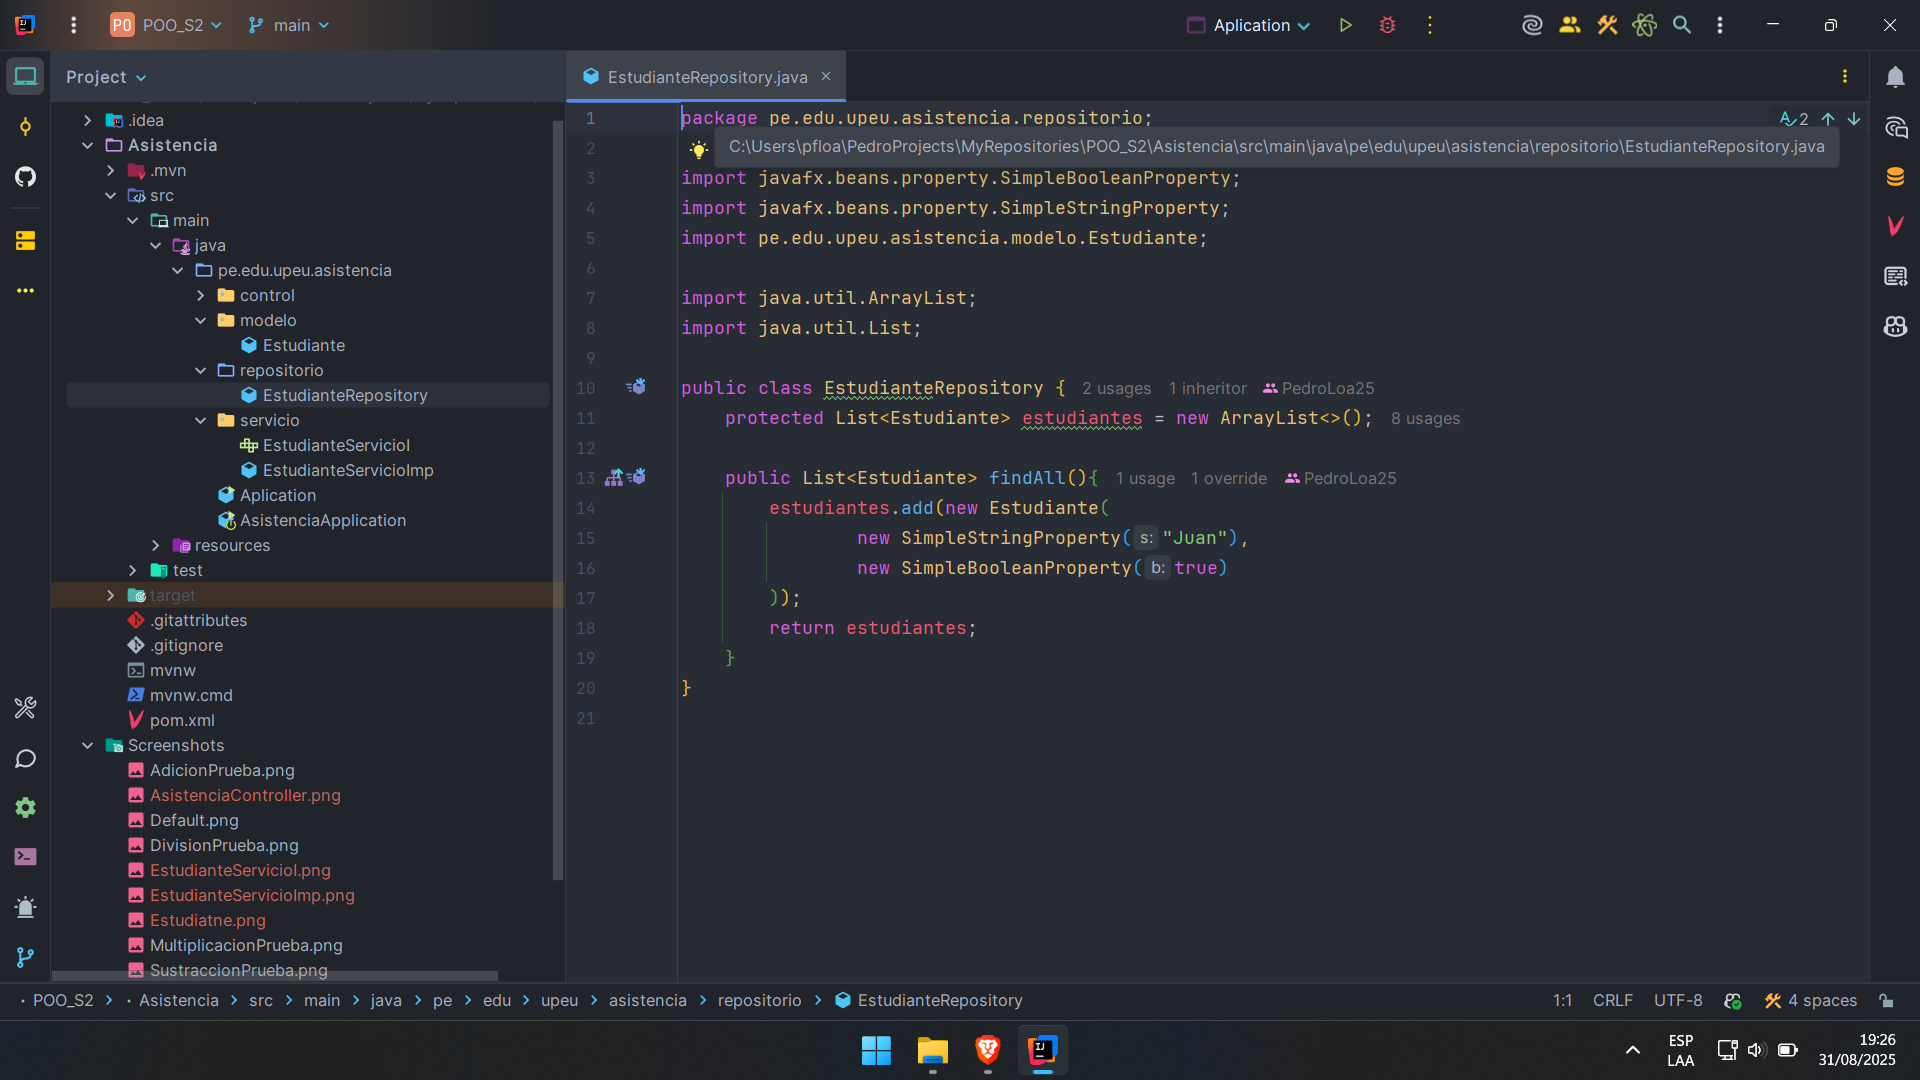 PO POO_S2 main Aplication
Project
EstudianteRepository.java
.idea
Asistencia
.mvn
src
main
java
pe.edu.upeu.asistencia
control
modelo
Estudiante
repositorio
EstudianteRepository
servicio
EstudianteServicioI
EstudianteServicioImp
Aplication
AsistenciaApplication
resources
test
target
.gitattributes
.gitignore
mvnw
mvnw.cmd
pom.xml
Screenshots
AdicionPrueba.png
AsistenciaController.png
Default.png
DivisionPrueba.png
EstudianteServicioI.png
EstudianteServicioImp.png
Estudiatne.png
MultiplicacionPrueba.png
SustraccionPrueba.png
1 package pe.edu.upeu.asistencia.repositorio; 2
2 C:\Users\pfloa\PedroProjects\MyRepositories\POO_S2\Asistencia\src\main\java\pe\edu\upeu\asistencia\repositorio\EstudianteRepository.java
3 import javafx.beans.property.SimpleBooleanProperty;
4 import javafx.beans.property.SimpleStringProperty;
5 import pe.edu.upeu.asistencia.modelo.Estudiante;
6
7 import java.util.ArrayList;
8 import java.util.List;
9
10 public class EstudianteRepository { 2 usages 1 inheritor PedroLoa25
11 protected List<Estudiante> estudiantes = new ArrayList<>(); 8 usages
12
13 public List<Estudiante> findAll(){ 1 usage 1 override PedroLoa25
14 estudiantes.add(new Estudiante(
15 new SimpleStringProperty( s: "Juan"),
16 new SimpleBooleanProperty( b: true)
17 ));
18 return estudiantes;
19 }
20 }
21
POO_S2 > Asistencia > src > main > java > pe > edu > upeu > asistencia > repositorio > EstudianteRepository
1:1 CRLF UTF-8 4 spaces
ESP
LAA
19:26
31/08/2025